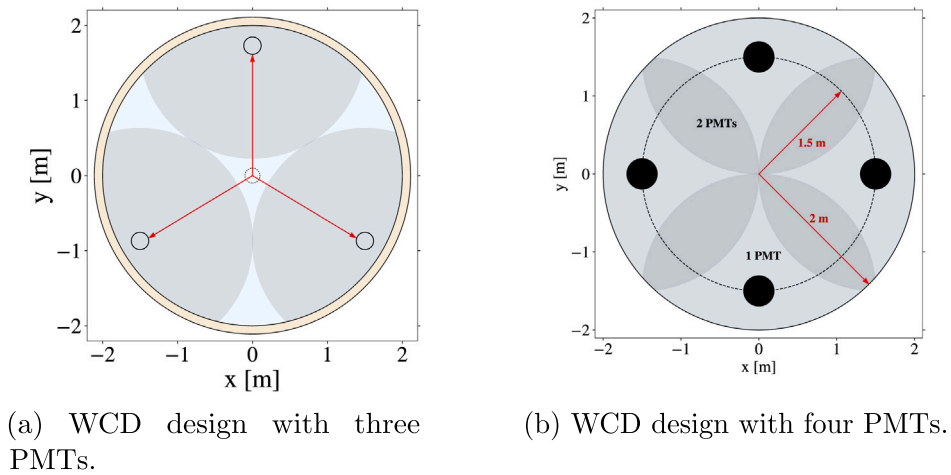 2
1
0
−1
−2
y [m]
−2
−1
0
1
2
x [m]
2
1
0
−1
−2
y [m]
2 PMTs
1.5 m
2 m
1 PMT
−2
−1
0
1
2
x [m]
(a) WCD design with three
PMTs.
(b) WCD design with four PMTs.